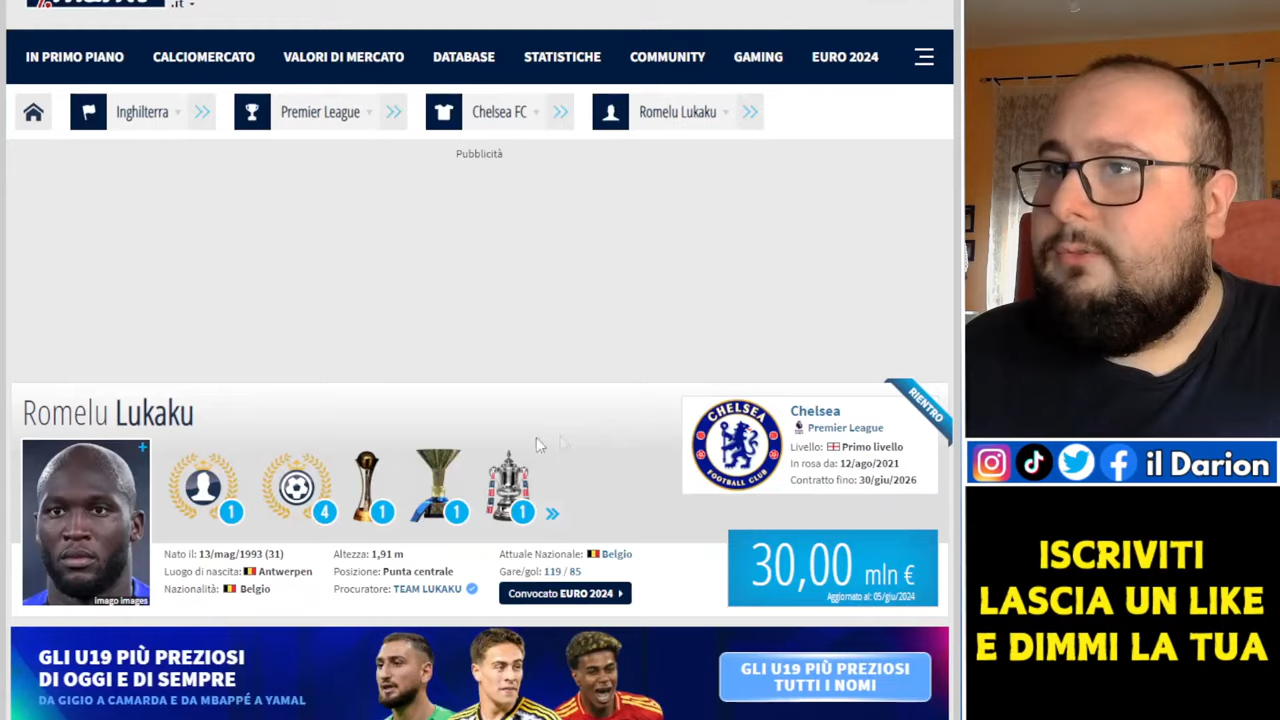 .it
IN PRIMO PIANO CALCIOMERCATO VALORI DI MERCATO DATABASE STATISTICHE COMMUNITY GAMING EURO 2024
Inghilterra Premier League Chelsea FC Romelu Lukaku
Pubblicità
Romelu Lukaku
RIENTRO
Chelsea
Premier League
Livello: Primo livello
In rosa da: 12/ago/2021
Contratto fino: 30/giu/2026
CHELSEA
FOOTBALL CLUB
1 4 1 1 1
Nato il: 13/mag/1993 (31)
Luogo di nascita: Antwerpen
Nazionalità: Belgio
Altezza: 1,91 m
Posizione: Punta centrale
Procuratore: TEAM LUKAKU
Attuale Nazionale: Belgio
Gare/gol: 119 / 85
Convocato EURO 2024
30,00 mln €
Aggiornato al: 05/giu/2024
imago images
GLI U19 PIÙ PREZIOSI
DI OGGI E DI SEMPRE
DA GIGIO A CAMARDA E DA MBAPPÉ A YAMAL
GLI U19 PIÙ PREZIOSI
TUTTI I NOMI
il Darion
ISCRIVITI
LASCIA UN LIKE
E DIMMI LA TUA